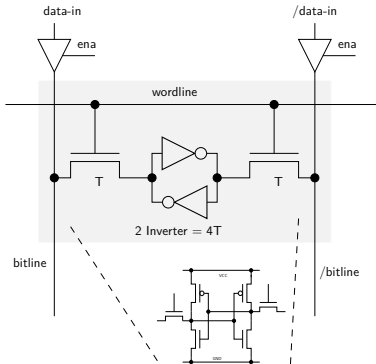 data-in /data-in
ena ena
wordline
T T
2 Inverter = 4T
bitline /bitline
VCC
GND